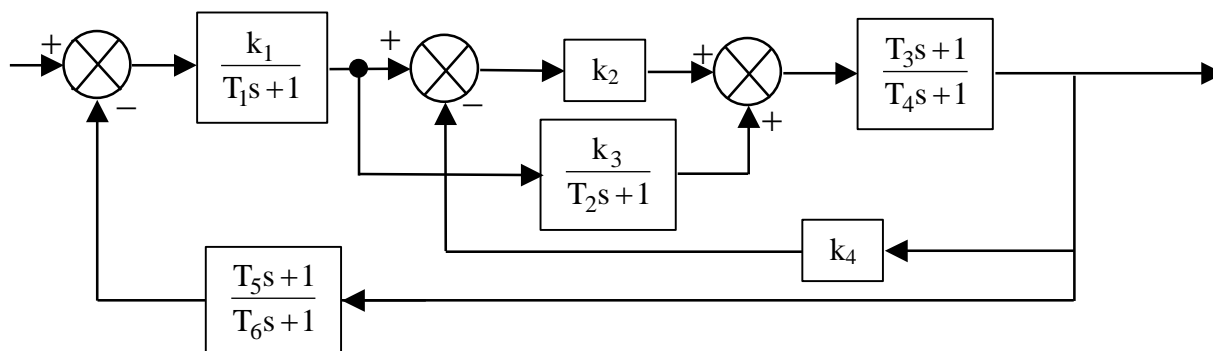 +
−
k₁
T₁s+1
+
−
k₂
+
+
T₃s+1
T₄s+1
k₃
T₂s+1
k₄
T₅s+1
T₆s+1